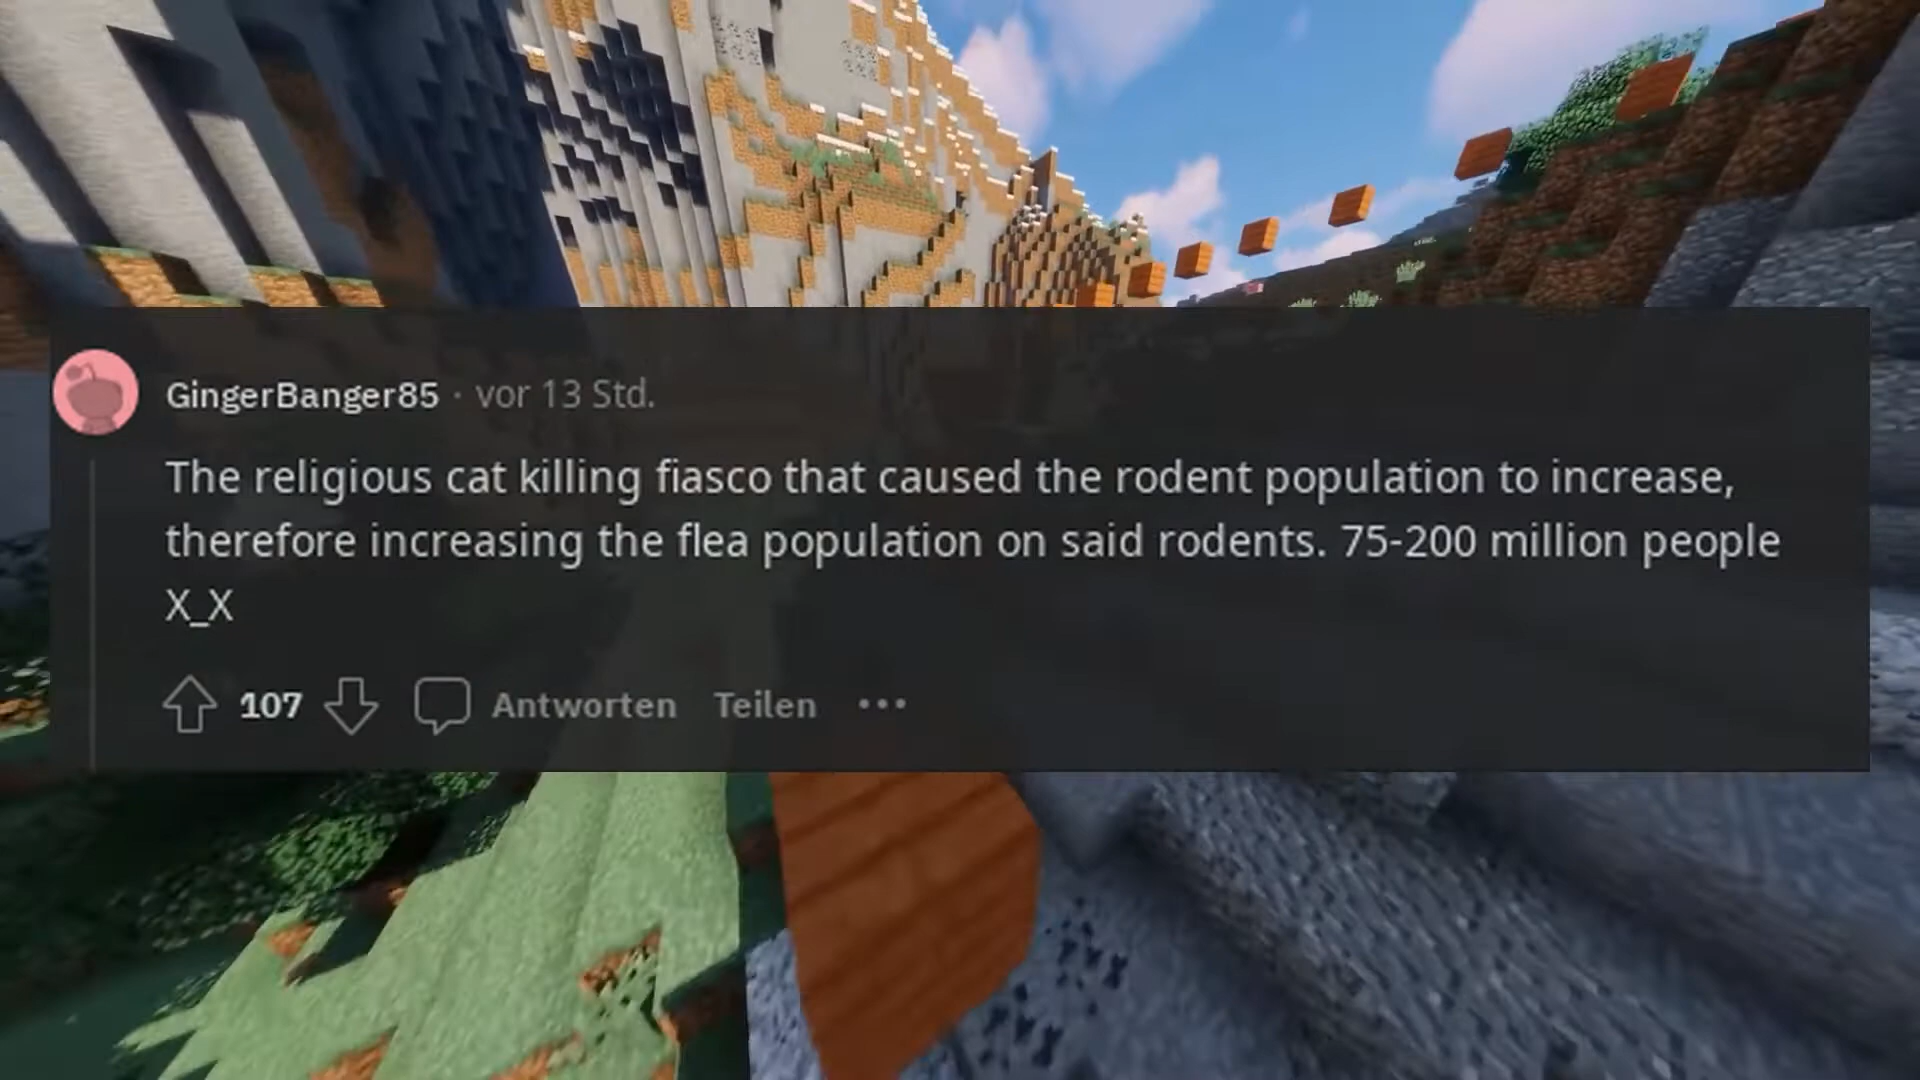 GingerBanger85 · vor 13 Std.
The religious cat killing fiasco that caused the rodent population to increase,
therefore increasing the flea population on said rodents. 75-200 million people
X_X
107 Antworten Teilen •••